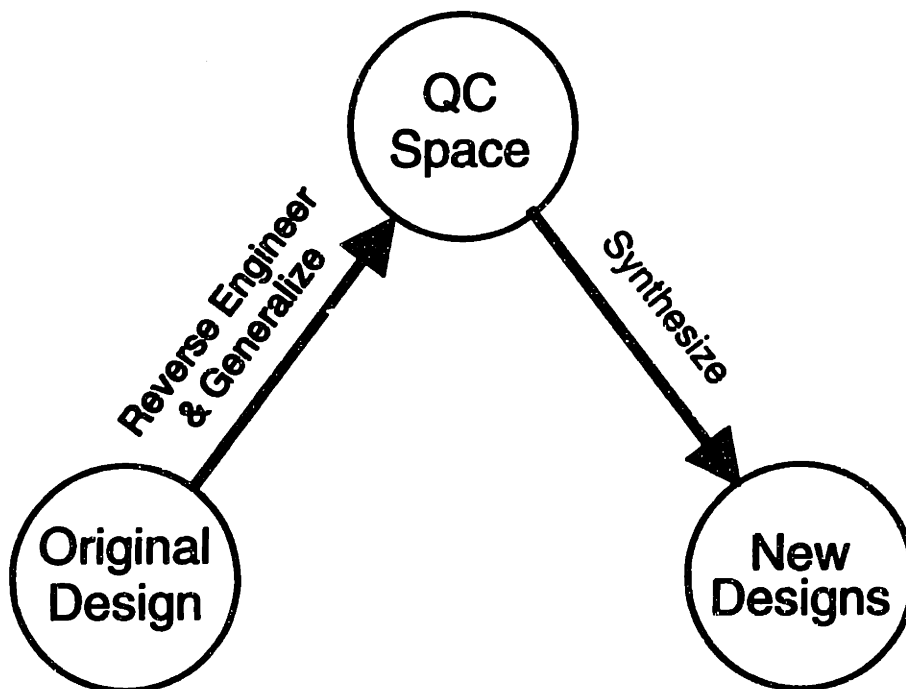 QC
Space
Reverse Engineer
& Generalize
Synthesize
Original
Design
New
Designs